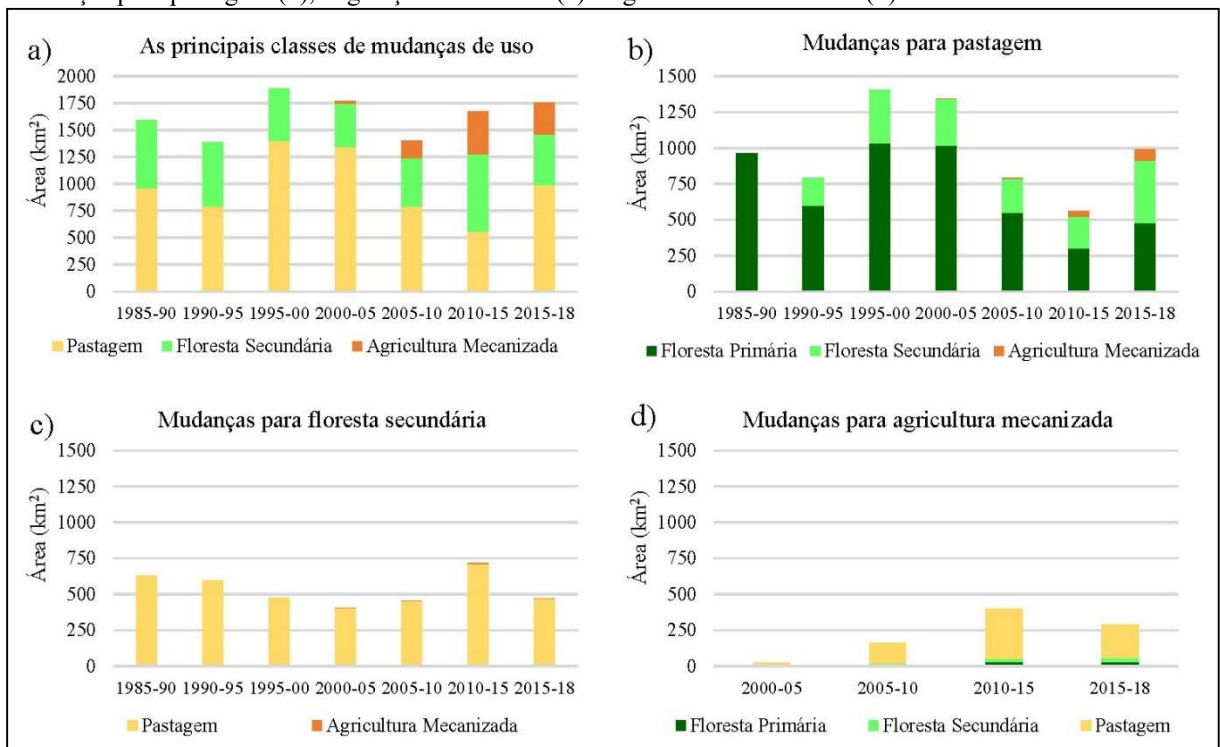 a) As principais classes de mudanças de uso
Área (km²)
2000
1750
1500
1250
1000
750
500
250
0
1985-90 1990-95 1995-00 2000-05 2005-10 2010-15 2015-18
Pastagem Floresta Secundária Agricultura Mecanizada
b) Mudanças para pastagem
Área (km²)
1500
1250
1000
750
500
250
0
1985-90 1990-95 1995-00 2000-05 2005-10 2010-15 2015-18
Floresta Primária Floresta Secundária Agricultura Mecanizada
c) Mudanças para floresta secundária
Área (km²)
1500
1250
1000
750
500
250
0
1985-90 1990-95 1995-00 2000-05 2005-10 2010-15 2015-18
Pastagem Agricultura Mecanizada
d) Mudanças para agricultura mecanizada
Área (km²)
1500
1250
1000
750
500
250
0
2000-05 2005-10 2010-15 2015-18
Floresta Primária Floresta Secundária Pastagem